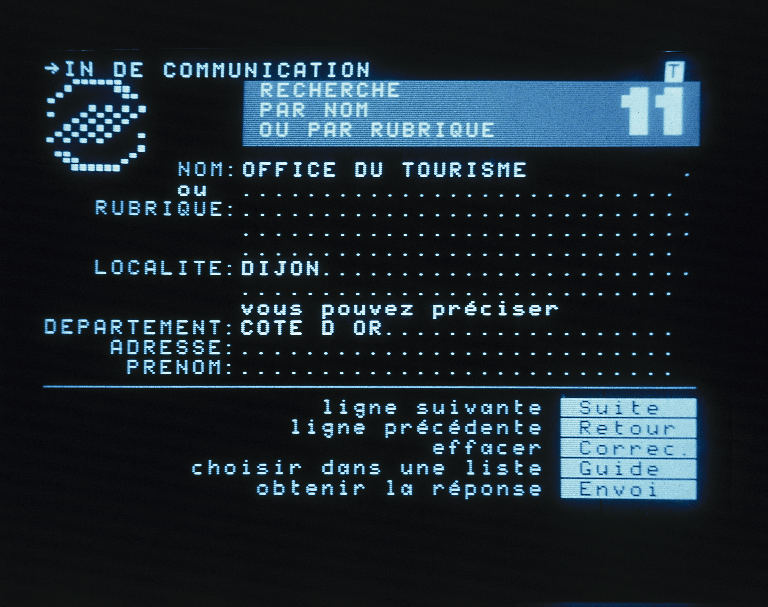 →IN DE COMMUNICATION T
RECHERCHE
PAR NOM
OU PAR RUBRIQUE
11
NOM:OFFICE DU TOURISME .
ou ...........................
RUBRIQUE:............................
............................
...........................
LOCALITE:DIJON.......................
...........................
vous pouvez préciser
DEPARTEMENT:COTE D OR..................
ADRESSE:...........................
PRENOM:...........................
ligne suivante Suite
ligne précédente Retour
effacer Correc.
choisir dans une liste Guide
obtenir la réponse Envoi